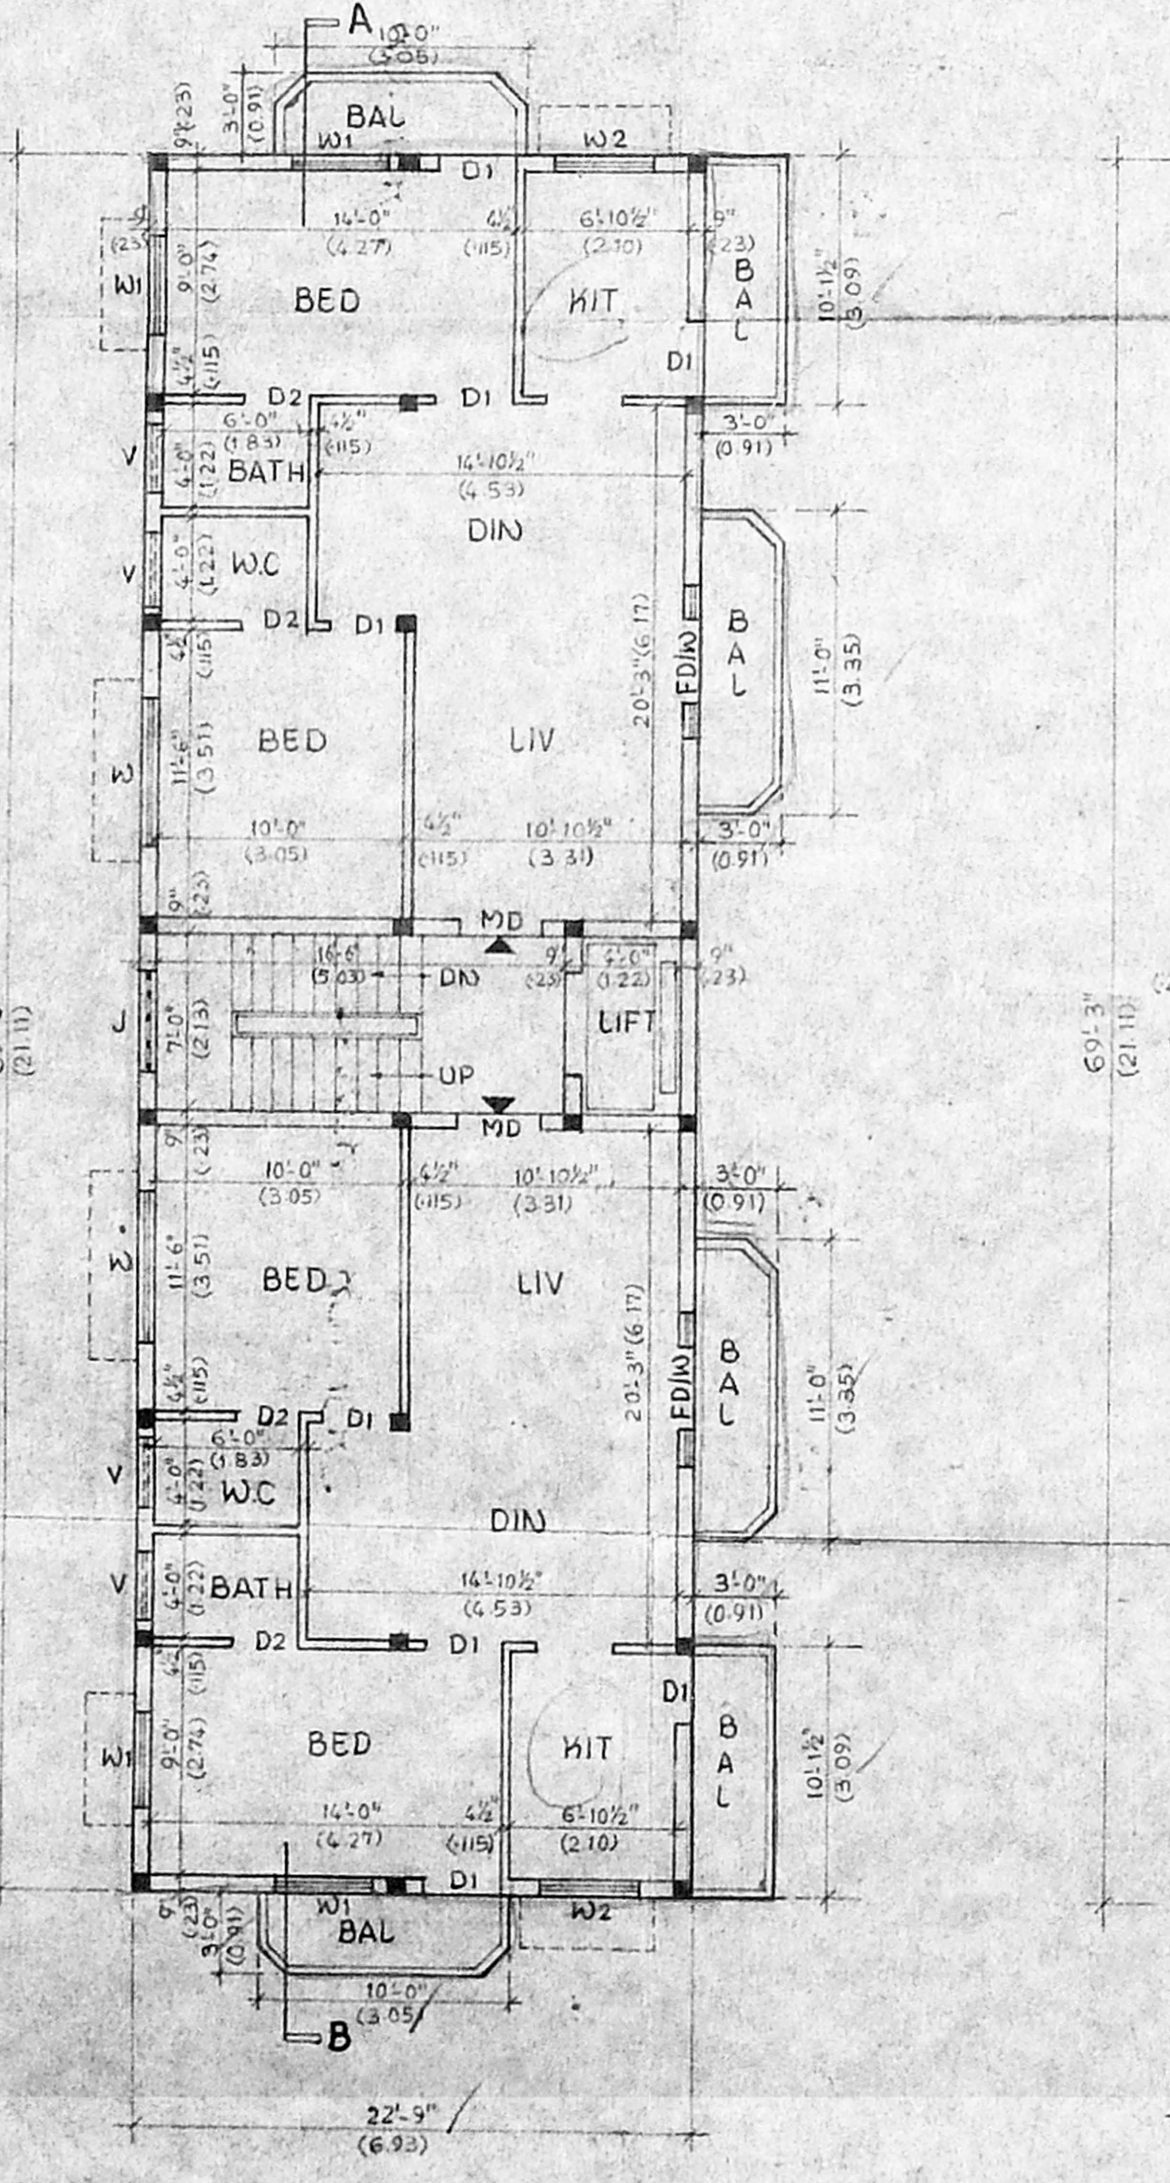 A
10'-0"
(3.05)
9"(.23)
3'-0"
(0.91)
BAL
W1
D1
W2
9"
(.23)
14'-0"
(4.27)
4½"
(.115)
6'-10½"
(2.10)
9"
(.23)
W1
9'-0"
(2.74)
BED
KIT
BAL
10'-1½"
(3.09)
4½"
(.115)
D1
D2
D1
6'-0"
(1.83)
4½"
(.115)
3'-0"
(0.91)
V
4'-0"
(1.22)
BATH
14'-10½"
(4.53)
DIN
V
4'-0"
(1.22)
W.C
D2
D1
4½"
(.115)
20'-3"(6.17)
FD/W
BAL
11'-0"
(3.35)
W
11'-6"
(3.51)
BED
LIV
10'-0"
(3.05)
4½"
(.115)
10'-10½"
(3.31)
3'-0"
(0.91)
9"
(.23)
MD
16'-6"
(5.03)
DN
9"
(.23)
4'-0"
(1.22)
9"
(.23)
J
7'-0"
(2.13)
LIFT
UP
(21.11)
69'-3"
(21.11)
MD
9"
(.23)
10'-0"
(3.05)
4½"
(.115)
10'-10½"
(3.31)
3'-0"
(0.91)
W
11'-6"
(3.51)
BED
LIV
20'-3"(6.17)
FD/W
BAL
11'-0"
(3.35)
4½"
(.115)
D2
D1
6'-0"
(1.83)
V
4'-0"
(1.22)
W.C
DIN
V
4'-0"
(1.22)
BATH
14'-10½"
(4.53)
3'-0"
(0.91)
D2
D1
4½"
(.115)
D1
W1
9'-0"
(2.74)
BED
KIT
BAL
10'-1½"
(3.09)
14'-0"
(4.27)
4½"
(.115)
6'-10½"
(2.10)
D1
9"
(.23)
3'-0"
(0.91)
W1
BAL
W2
10'-0"
(3.05)
B
22'-9"
(6.93)